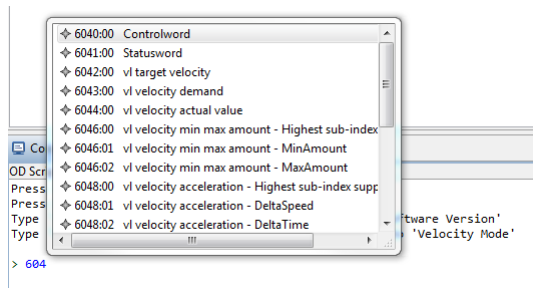 6040:00 Controlword
6041:00 Statusword
6042:00 vl target velocity
6043:00 vl velocity demand
6044:00 vl velocity actual value
6046:00 vl velocity min max amount - Highest sub-index
6046:01 vl velocity min max amount - MinAmount
6046:02 vl velocity min max amount - MaxAmount
6048:00 vl velocity acceleration - Highest sub-index supp
6048:01 vl velocity acceleration - DeltaSpeed
6048:02 vl velocity acceleration - DeltaTime
Co
OD Scr
Press
Press
Type ftware Version'
Type 'Velocity Mode'
> 604